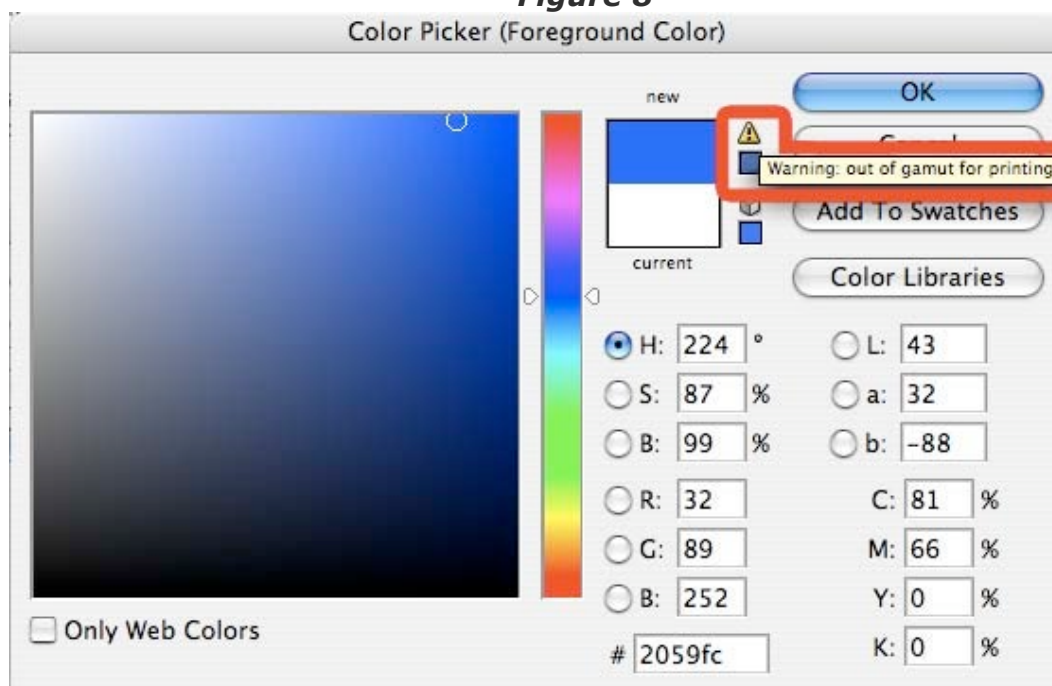 Figure 8
Color Picker (Foreground Color)
new
OK
Warning: out of gamut for printing
Add To Swatches
current
Color Libraries
H: 224 °
L: 43
S: 87 %
a: 32
B: 99 %
b: -88
R: 32
C: 81 %
G: 89
M: 66 %
B: 252
Y: 0 %
Only Web Colors
# 2059fc
K: 0 %